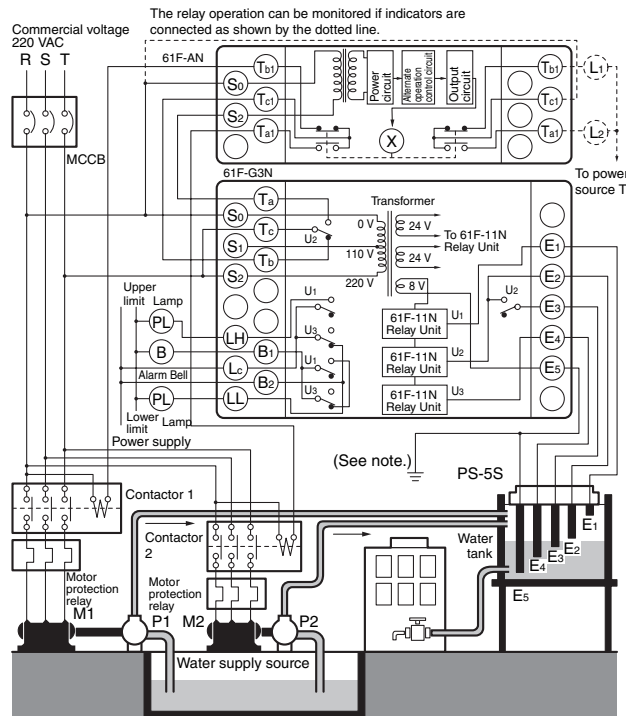 The relay operation can be monitored if indicators are
connected as shown by the dotted line.
Commercial voltage
220 VAC
R S T
61F-AN
MCCB
Tb1
S0
Tc1
S2
Ta1
Power circuit
Alternate operation control circuit
Output circuit
X
Tb1
Tc1
Ta1
L1
L2
To power
source T
61F-G3N
Ta
S0
Tc
S1
Tb
S2
U2
Transformer
0 V
110 V
220 V
24 V
24 V
8 V
To 61F-11N
Relay Unit
E1
E2
U2
E3
E4
E5
Upper
limit Lamp
PL
LH
B
B1
Lc
Alarm Bell
B2
PL
LL
Lower
limit Lamp
Power supply
U1
U3
U1
U3
61F-11N
Relay Unit
U1
61F-11N
Relay Unit
U2
61F-11N
Relay Unit
U3
(See note.)
PS-5S
Contactor 1
Contactor
2
Water
tank
E1
E2
E3
E4
E5
Motor
protection
relay
M1
P1
Motor
protection
relay
M2
P2
Water supply source